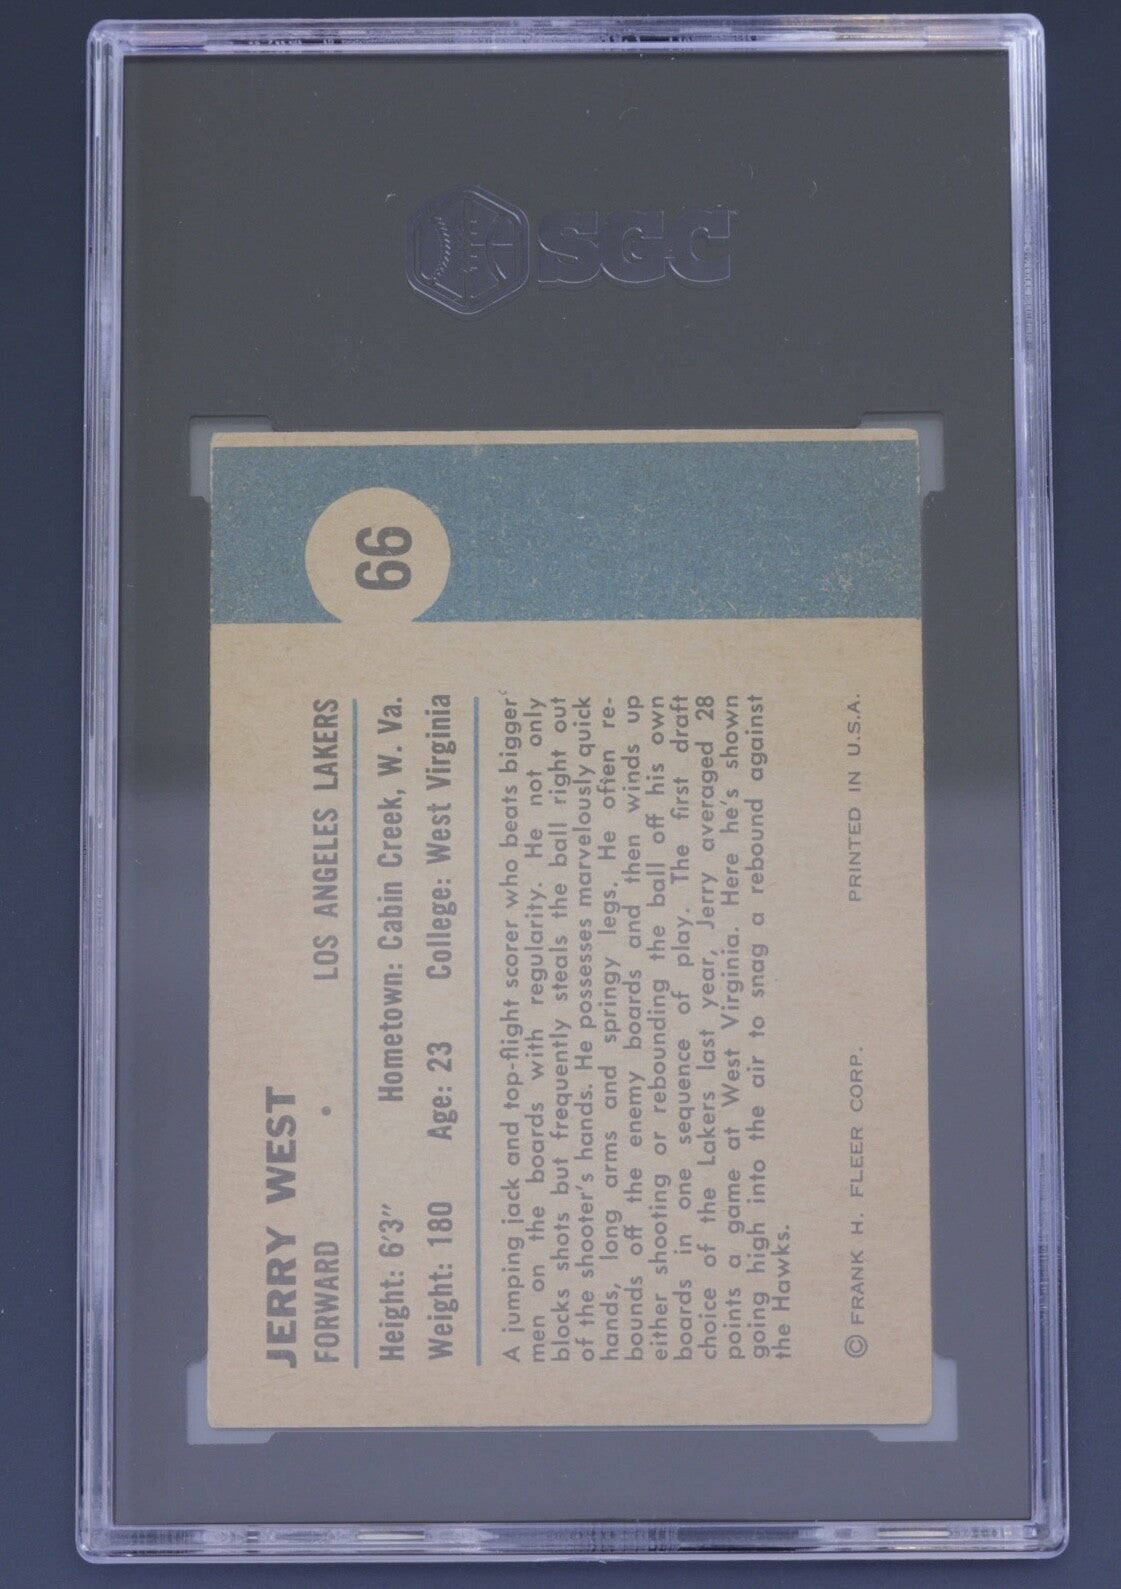 SGC
66
JERRY WEST
FORWARD • LOS ANGELES LAKERS
Height: 6'3" Hometown: Cabin Creek, W. Va.
Weight: 180 Age: 23 College: West Virginia
A jumping jack and top-flight scorer who beats bigger
men on the boards with regularity. He not only
blocks shots but frequently steals the ball right out
of the shooter's hands. He possesses marvelously quick
hands, long arms and springy legs. He often re-
bounds off the enemy boards and then winds up
either shooting or rebounding the ball off his own
boards in one sequence of play. The first draft
choice of the Lakers last year, Jerry averaged 28
points a game at West Virginia. Here he's shown
going high into the air to snag a rebound against
the Hawks.
© FRANK H. FLEER CORP. PRINTED IN U.S.A.